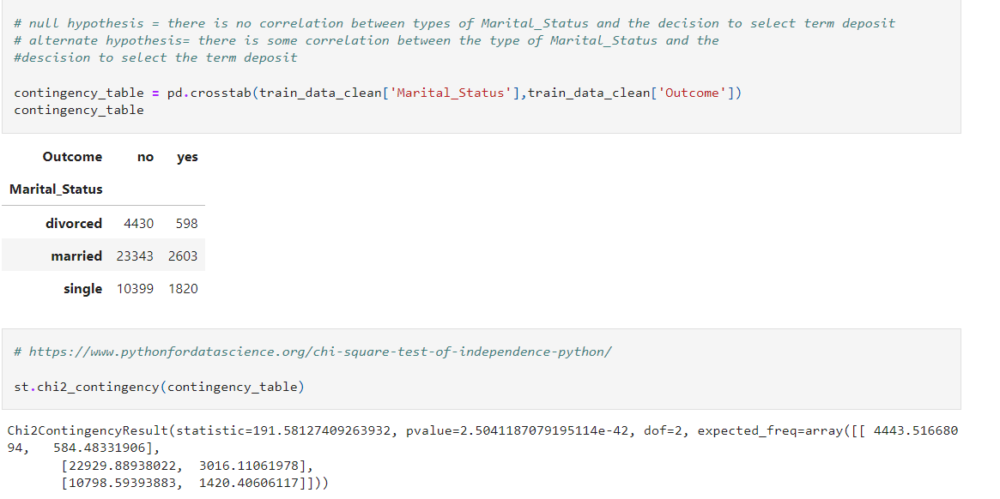 # null hypothesis = there is no correlation between types of Marital_Status and the decision to select term deposit
# alternate hypothesis= there is some correlation between the type of Marital_Status and the
#descision to select the term deposit
contingency_table = pd.crosstab(train_data_clean['Marital_Status'],train_data_clean['Outcome'])
contingency_table
Outcome no yes
Marital_Status
divorced 4430 598
married 23343 2603
single 10399 1820
# https://www.pythonfordatascience.org/chi-square-test-of-independence-python/
st.chi2_contingency(contingency_table)
Chi2ContingencyResult(statistic=191.58127409263932, pvalue=2.5041187079195114e-42, dof=2, expected_freq=array([[ 4443.516680
94, 584.48331906],
[22929.88938022, 3016.11061978],
[10798.59393883, 1420.40606117]]))